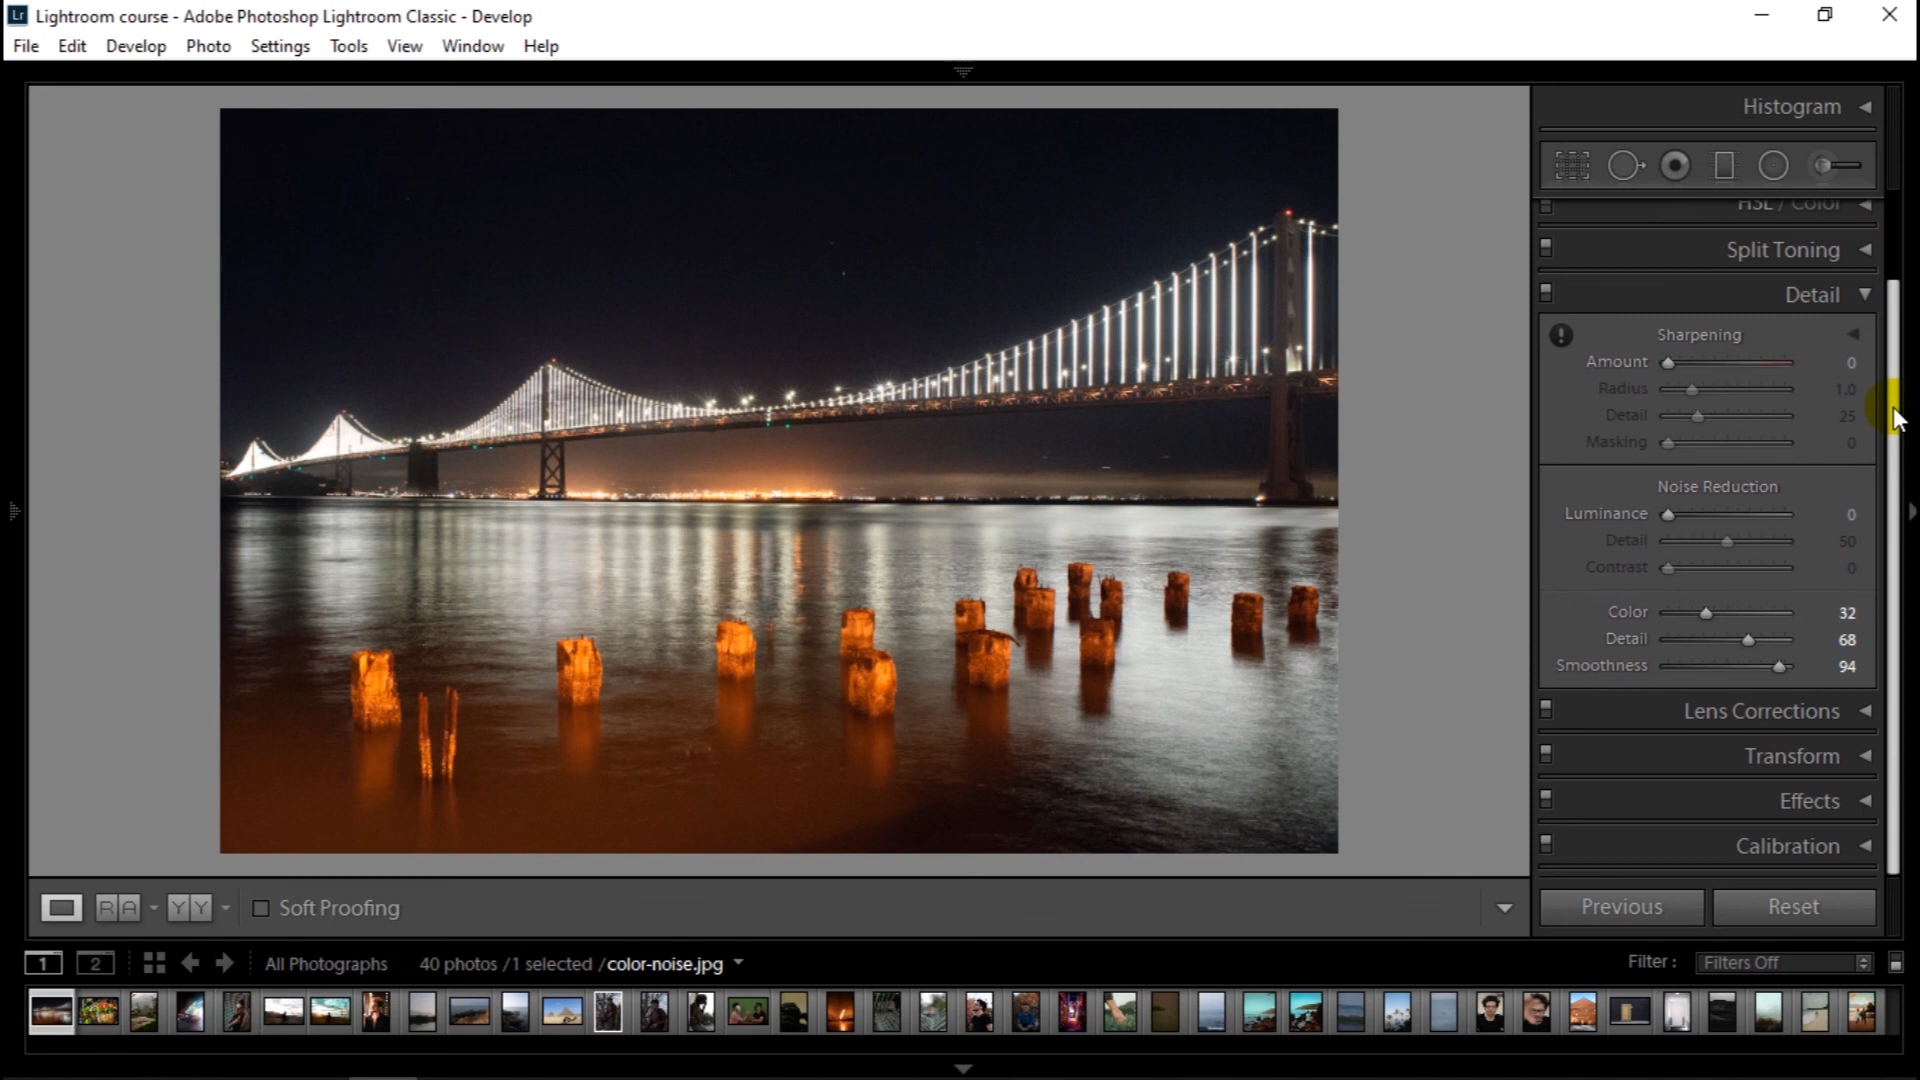 Lr Lightroom course - Adobe Photoshop Lightroom Classic - Develop
File Edit Develop Photo Settings Tools View Window Help
Histogram
HSL / Color
Split Toning
Detail
Sharpening
Amount 0
Radius 1.0
Detail 25
Masking 0
Noise Reduction
Luminance 0
Detail 50
Contrast 0
Color 32
Detail 68
Smoothness 94
Lens Corrections
Transform
Effects
Calibration
R A Y Y Soft Proofing
Previous Reset
1 2 All Photographs 40 photos /1 selected /color-noise.jpg Filter : Filters Off